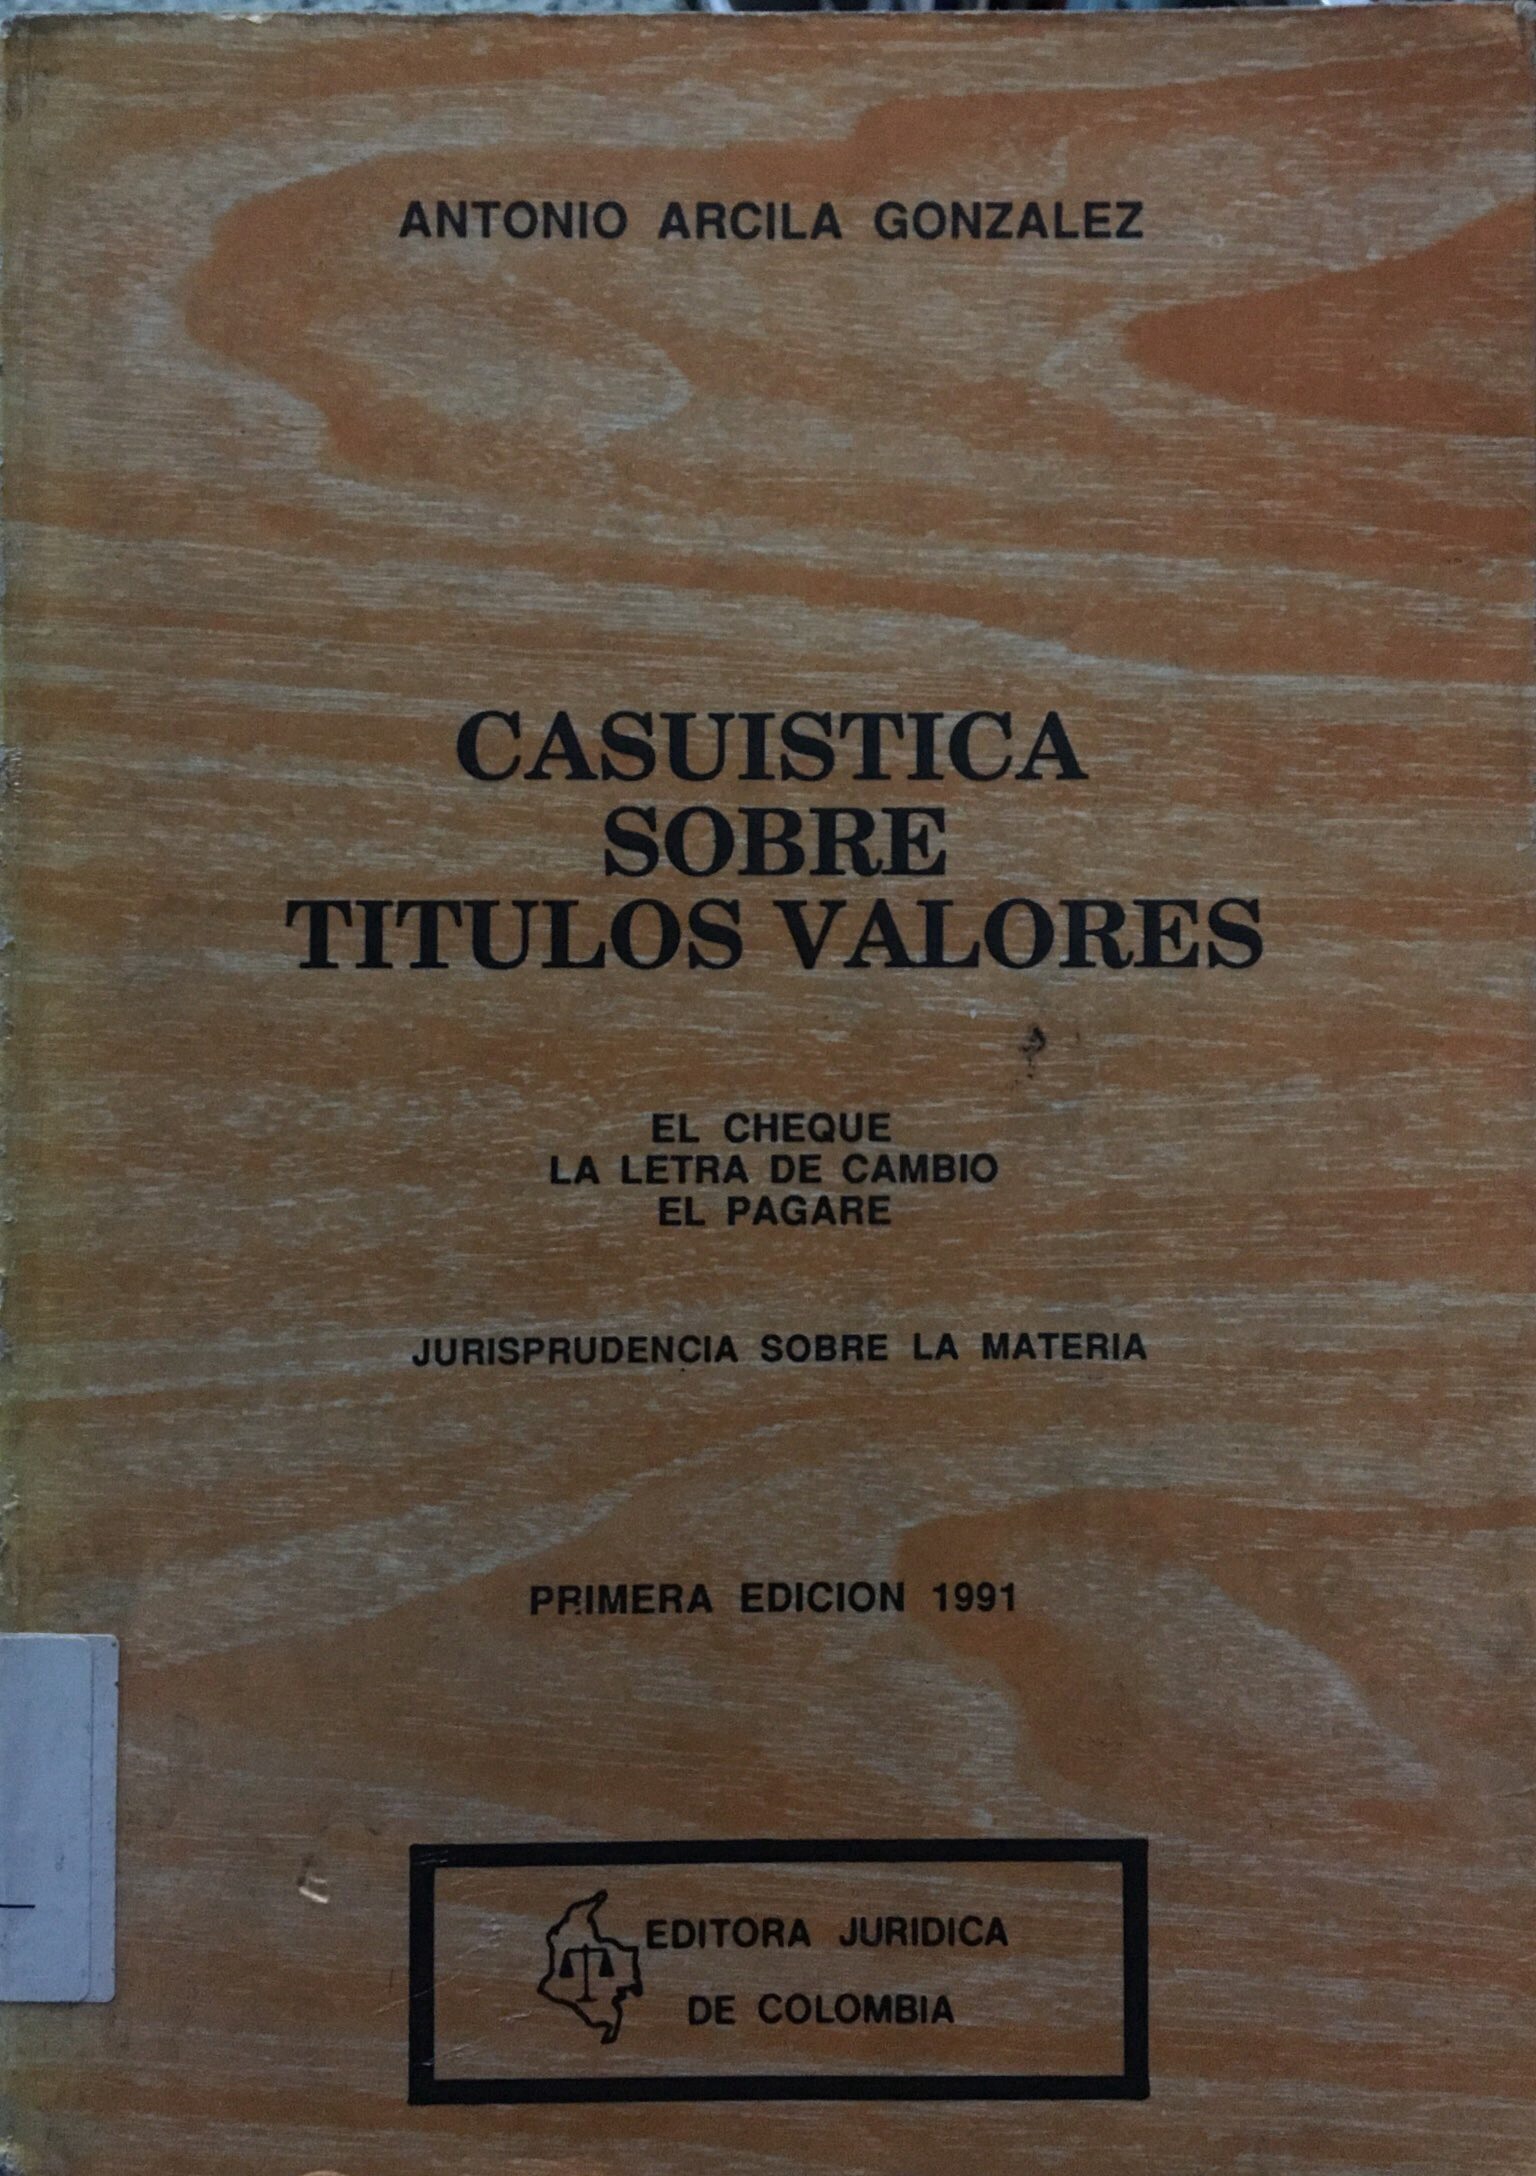 ANTONIO ARCILA GONZALEZ
CASUISTICA
SOBRE
TITULOS VALORES
EL CHEQUE
LA LETRA DE CAMBIO
EL PAGARE
JURISPRUDENCIA SOBRE LA MATERIA
PRIMERA EDICION 1991
EDITORA JURIDICA
DE COLOMBIA